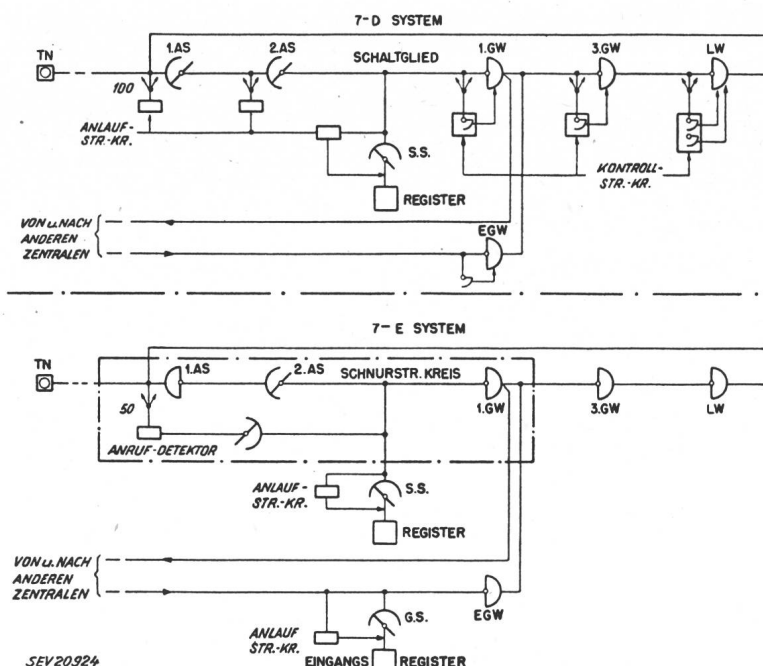 7-D SYSTEM
TN
1.AS
2.AS
SCHALTGLIED
1.GW
3.GW
LW
100
ANLAUF-
STR.-KR.
S.S.
REGISTER
KONTROLL-
STR.-KR.
VON u. NACH
ANDEREN
ZENTRALEN
EGW
7-E SYSTEM
TN
1.AS
2.AS
SCHNURSTR. KREIS
1.GW
3.GW
LW
50
ANRUF-DETEKTOR
ANLAUF-
STR.-KR.
S.S.
REGISTER
VON u. NACH
ANDEREN
ZENTRALEN
EGW
G.S.
ANLAUF
STR.-KR.
EINGANGS REGISTER
SEV 20924